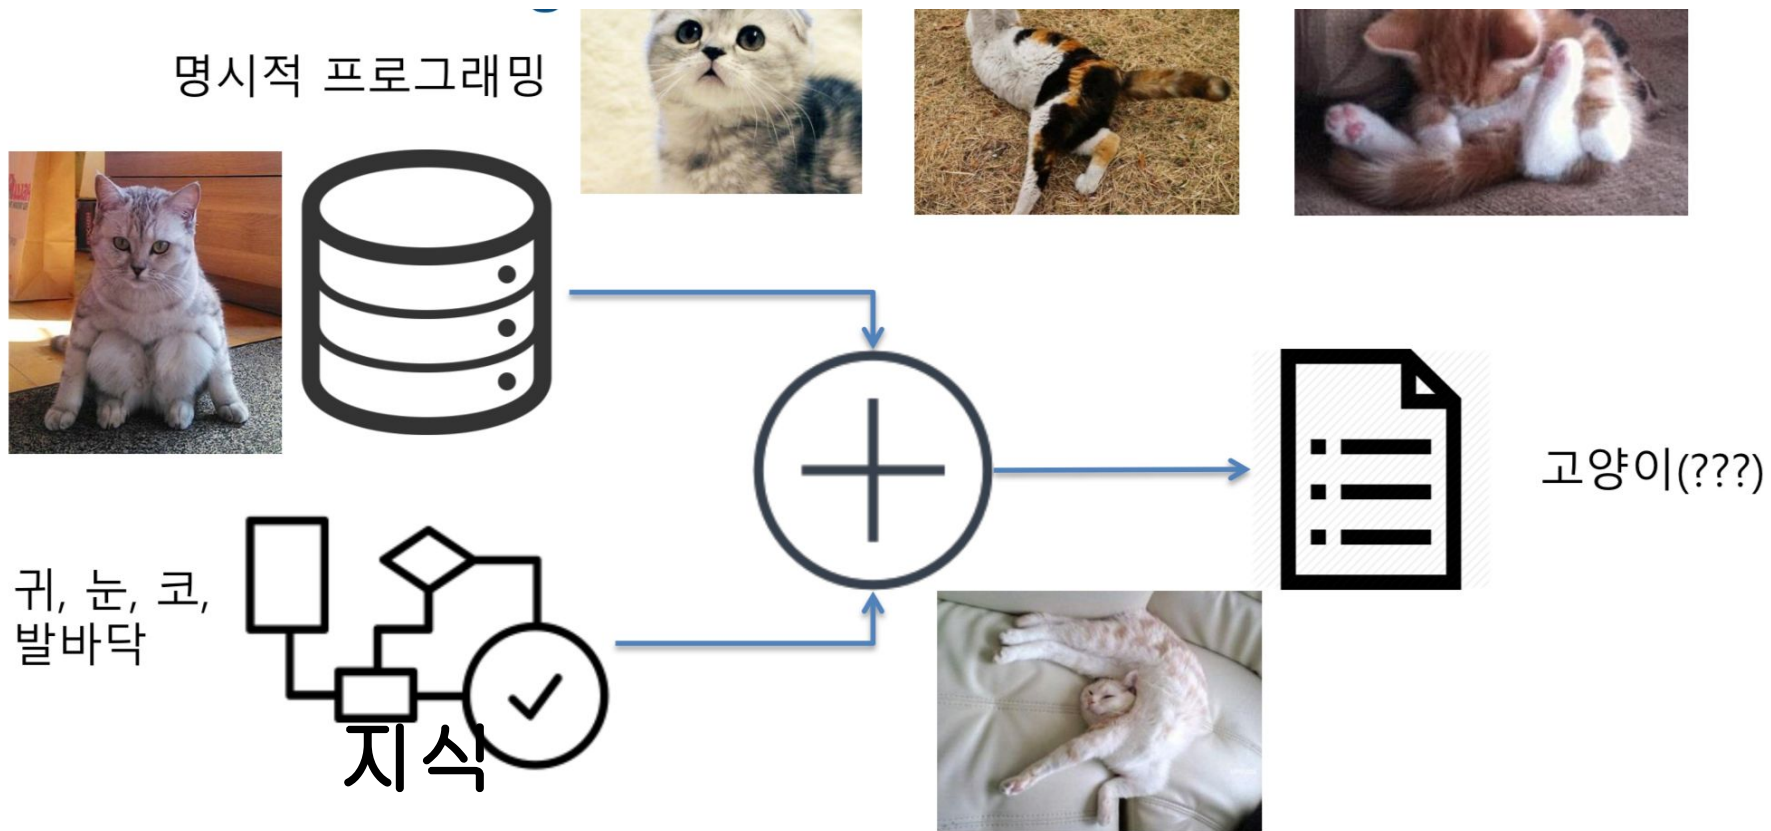 명시적 프로그래밍
고양이(???)
귀, 눈, 코,
발바닥
지식